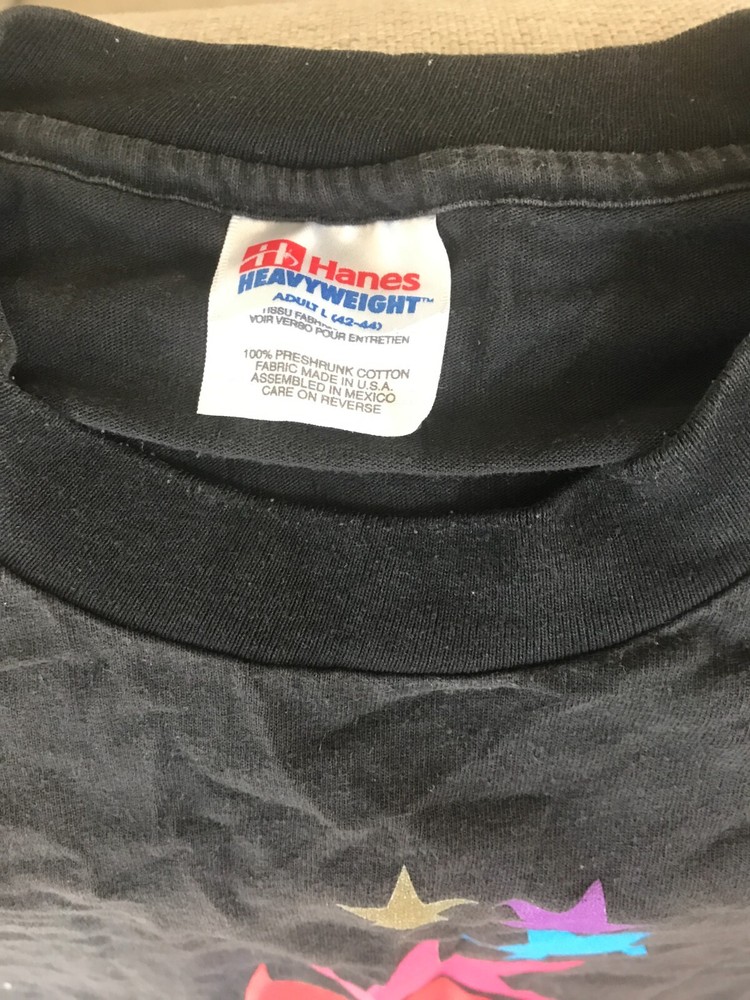 Hanes
HEAVYWEIGHT™
ADULT L (42-44)
TISSU
VOIR VERSO POUR ENTRETIEN
100% PRESHRUNK COTTON
FABRIC MADE IN U.S.A.
ASSEMBLED IN MEXICO
CARE ON REVERSE